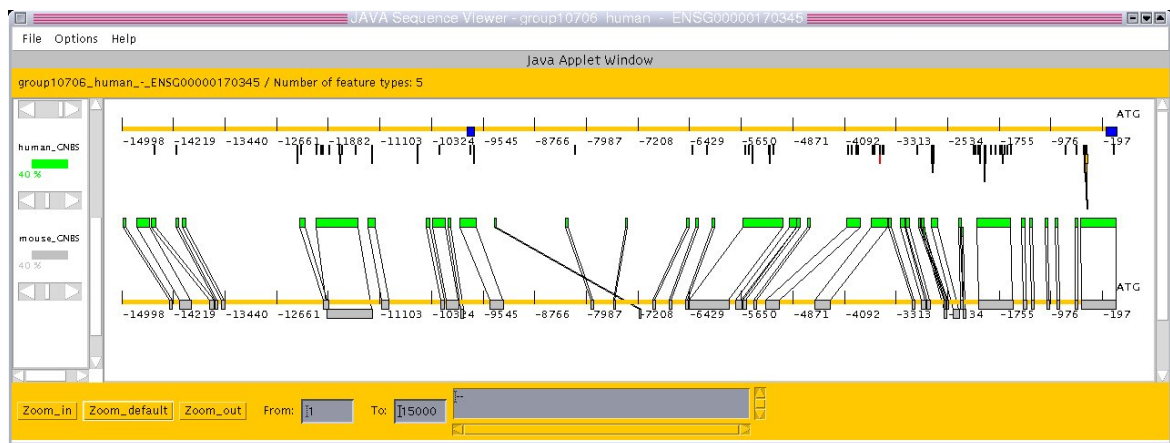 JAVA Sequence Viewer - group10706 human - ENSG00000170345
File Options Help
Java Applet Window
group10706_human_-_ENSG00000170345 / Number of feature types: 5
ATG
-14998 -14219 -13440 -12661 -11882 -11103 -10324 -9545 -8766 -7987 -7208 -6429 -5650 -4871 -4092 -3313 -2534 -1755 -976 -197
human_CNBS
40 %
mouse_CNBS
40 %
ATG
-14998 -14219 -13440 -12661 -11103 -10324 -9545 -8766 -7987 -7208 -6429 -5650 -4871 -4092 -3313 -1755 -976 -197
Zoom_in Zoom_default Zoom_out From: 1 To: 15000 --